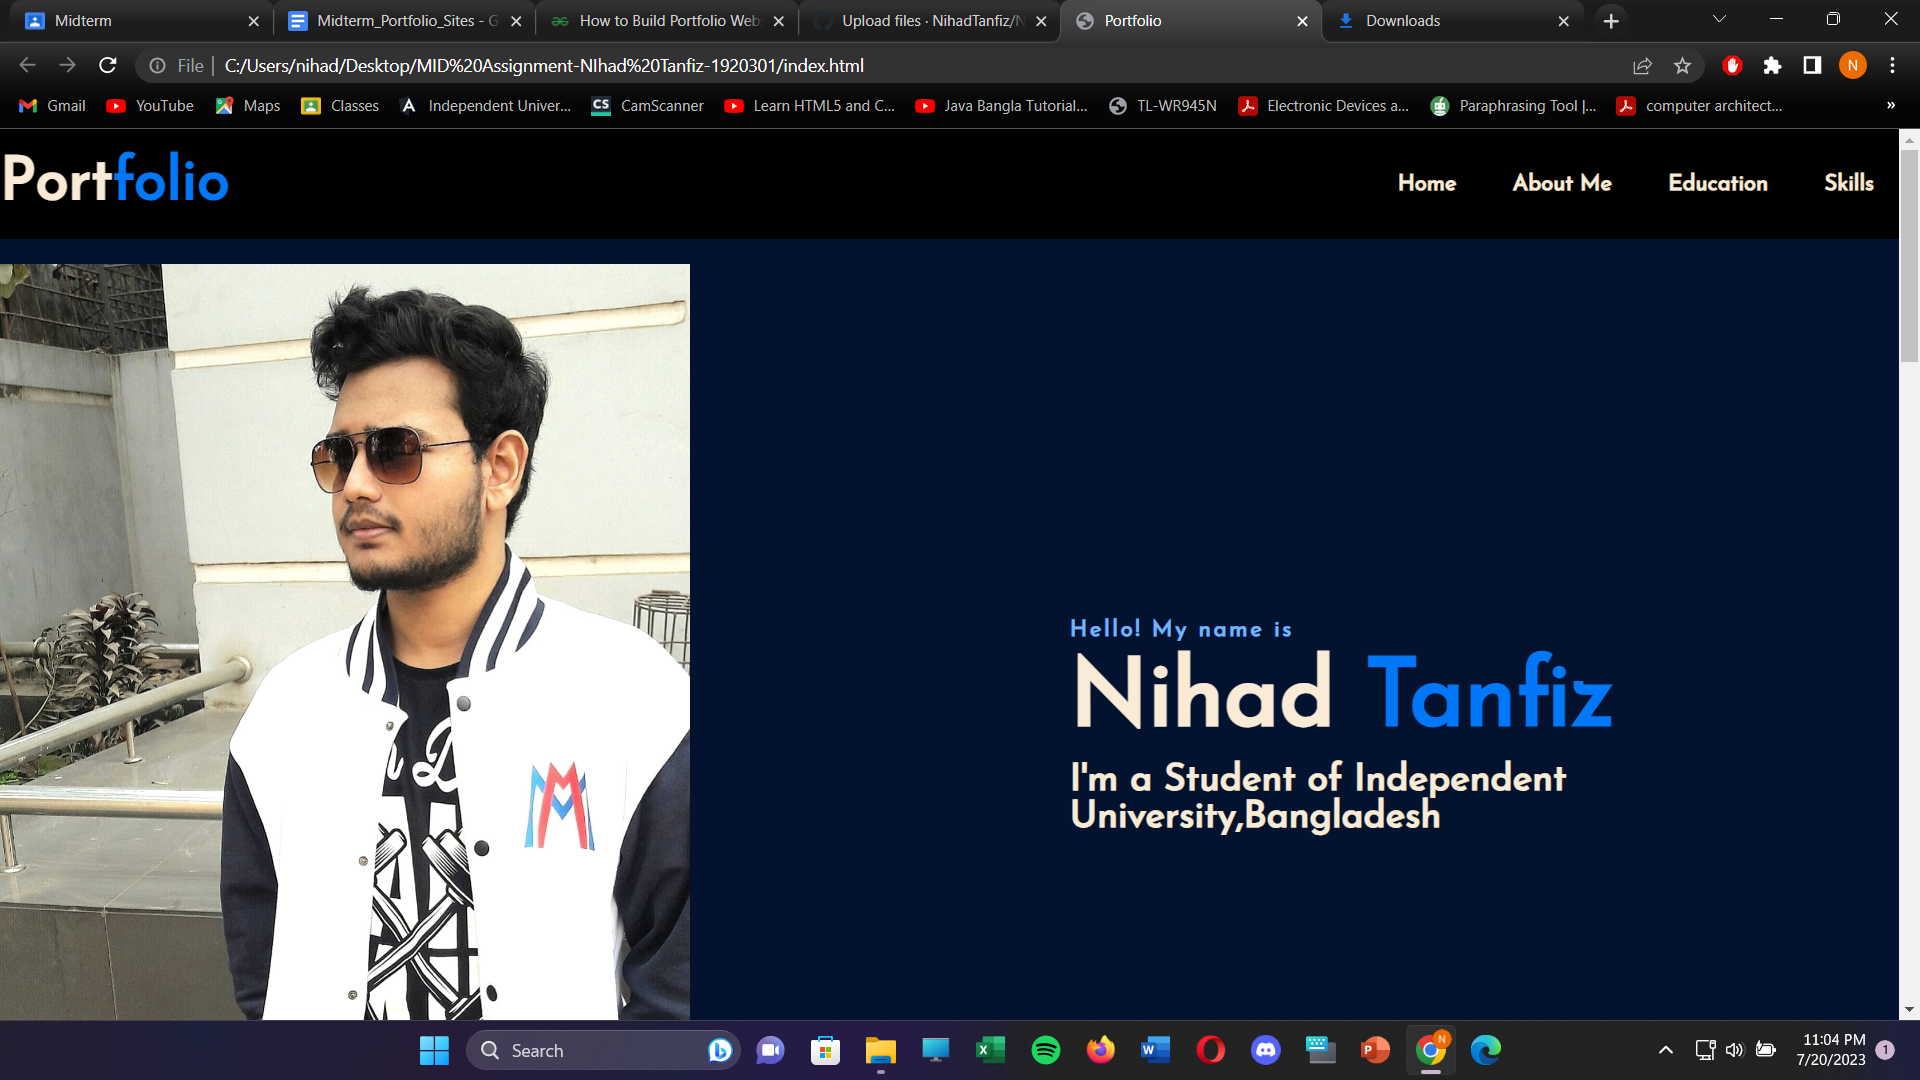 Midterm
Midterm_Portfolio_Sites - G
How to Build Portfolio Web
Upload files · NihadTanfiz/N
Portfolio
Downloads
File
C:/Users/nihad/Desktop/MID%20Assignment-NIhad%20Tanfiz-1920301/index.html
N
Gmail
YouTube
Maps
Classes
Independent Univer...
CS
CamScanner
Learn HTML5 and C...
Java Bangla Tutorial...
TL-WR945N
Electronic Devices a...
Paraphrasing Tool |...
computer architect...
»
Portfolio
Home
About Me
Education
Skills
Hello! My name is
Nihad Tanfiz
I'm a Student of Independent
University,Bangladesh
Search
N
11:04 PM
7/20/2023
1